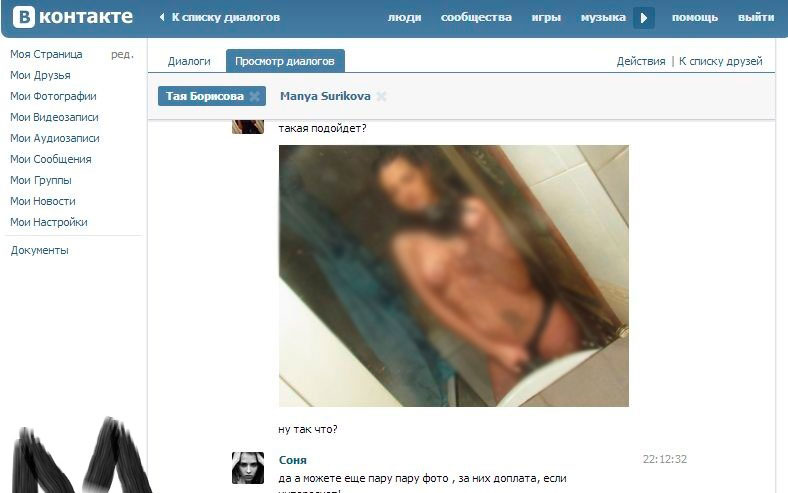 В контакте
К списку диалогов
люди сообщества игры музыка помощь выйти
Моя Страница ред.
Мои Друзья
Мои Фотографии
Мои Видеозаписи
Мои Аудиозаписи
Мои Сообщения
Мои Группы
Мои Новости
Мои Настройки
Документы
Диалоги Просмотр диалогов Действия | К списку друзей
Тая Борисова Manya Surikova
такая подойдет?
ну так что?
Соня 22:12:32
да а можете еще пару пару фото , за них доплата, если